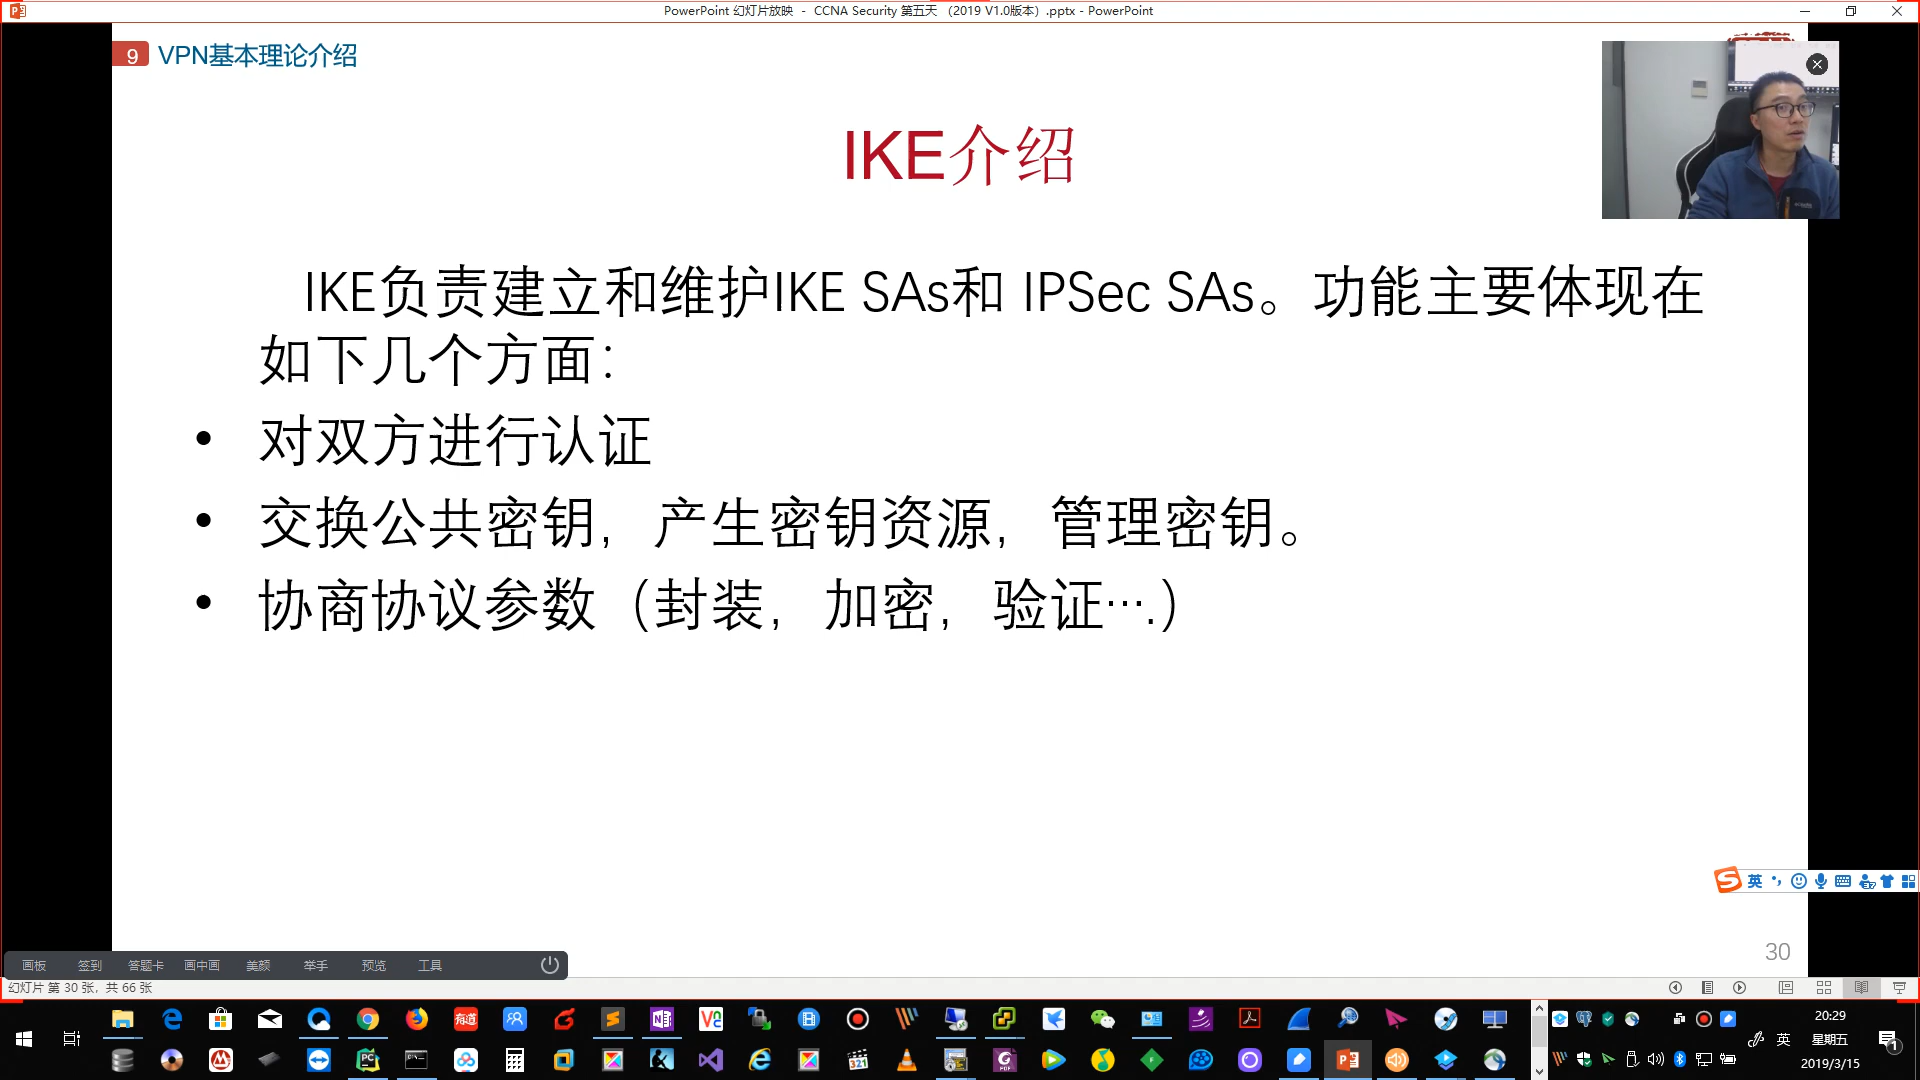 PowerPoint 幻灯片放映 - CCNA Security 第五天 （2019 V1.0版本）.pptx - PowerPoint
9 VPN基本理论介绍
IKE介绍
IKE负责建立和维护IKE SAs和 IPSec SAs。功能主要体现在
如下几个方面：
• 对双方进行认证
• 交换公共密钥，产生密钥资源，管理密钥。
• 协商协议参数（封装，加密，验证….）
英
30
画板 签到 答题卡 画中画 美颜 举手 预览 工具
幻灯片 第 30 张，共 66 张
20:29
英 星期五
2019/3/15